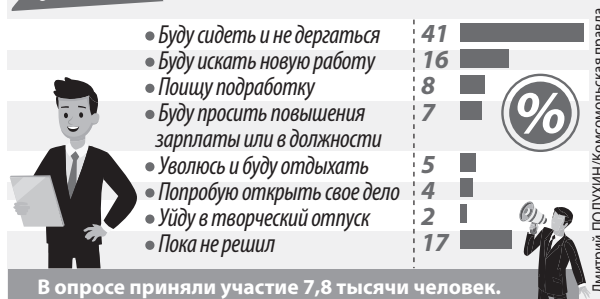 • Буду сидеть и не дергаться 41
• Буду искать новую работу 16
• Поищу подработку 8
• Буду просить повышения 7
зарплаты или в должности
• Уволюсь и буду отдыхать 5
• Попробую открыть свое дело 4
• Уйду в творческий отпуск 2
• Пока не решил 17
%
В опросе приняли участие 7,8 тысячи человек.
Дмитрий ПОЛУХИН/Комсомольская правда